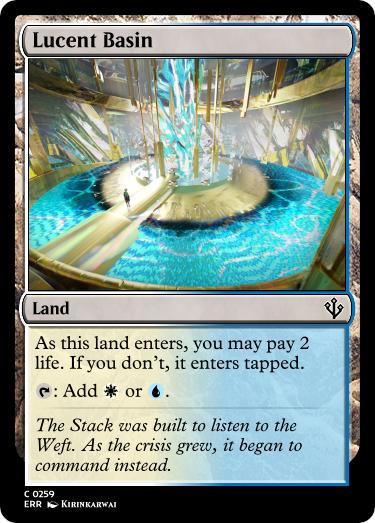 Lucent Basin
Land
As this land enters, you may pay 2
life. If you don't, it enters tapped.
: Add or .
The Stack was built to listen to the
Weft. As the crisis grew, it began to
command instead.
C 0259
ERR Kirinkarwai